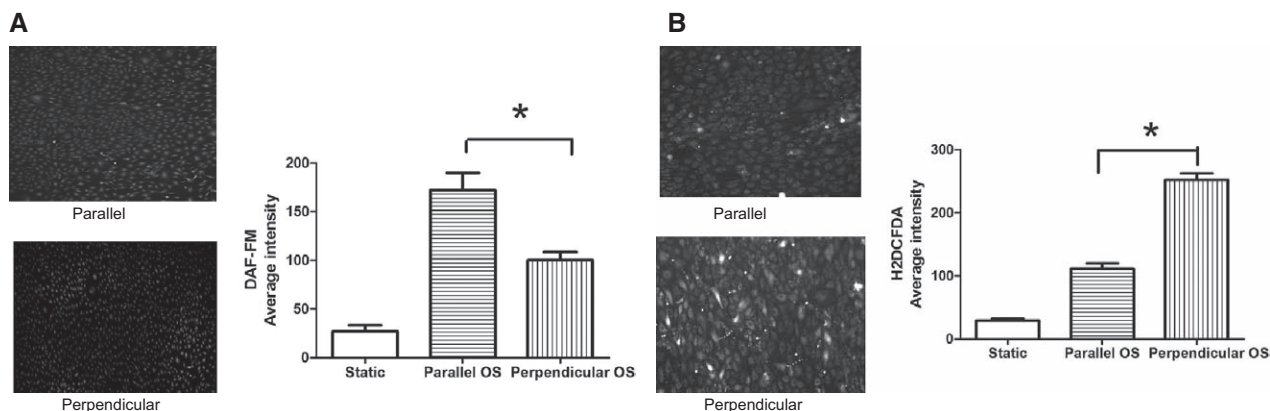 A
Parallel
Perpendicular
*
DAF-FM
Average intensity
200
150
100
50
0
Static Parallel OS Perpendicular OS
B
Parallel
Perpendicular
*
H2DCFDA
Average intensity
300
200
100
0
Static Parallel OS Perpendicular OS